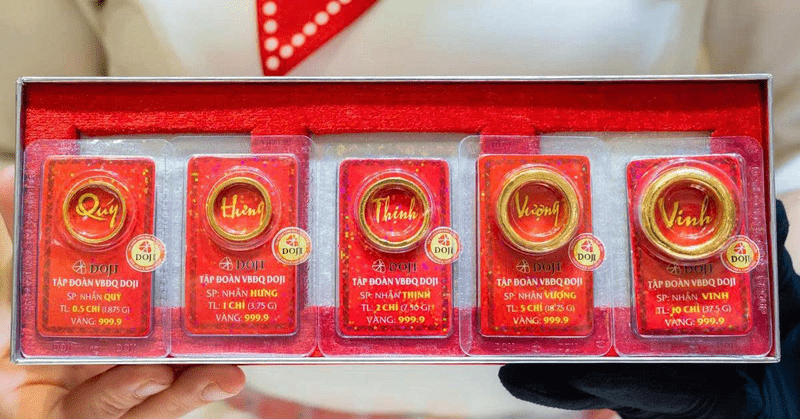 Quý
DOJI
DOJI
TẬP ĐOÀN VBĐQ DOJI
SP: NHẪN QUÝ
TL: 0.5 CHỈ (1.875 G)
VÀNG: 999.9
Hưng
DOJI
DOJI
TẬP ĐOÀN VBĐQ DOJI
SP: NHẪN HƯNG
TL: 1 CHỈ (3.75 G)
VÀNG: 999.9
Thịnh
DOJI
DOJI
TẬP ĐOÀN VBĐQ DOJI
SP: NHẪN THỊNH
TL: 2 CHỈ (7.50 G)
VÀNG: 999.9
Vượng
DOJI
DOJI
TẬP ĐOÀN VBĐQ DOJI
SP: NHẪN VƯỢNG
TL: 5 CHỈ (18.75 G)
VÀNG: 999.9
Vinh
DOJI
DOJI
TẬP ĐOÀN VBĐQ DOJI
SP: NHẪN VINH
TL: 10 CHỈ (37.5 G)
VÀNG: 999.9